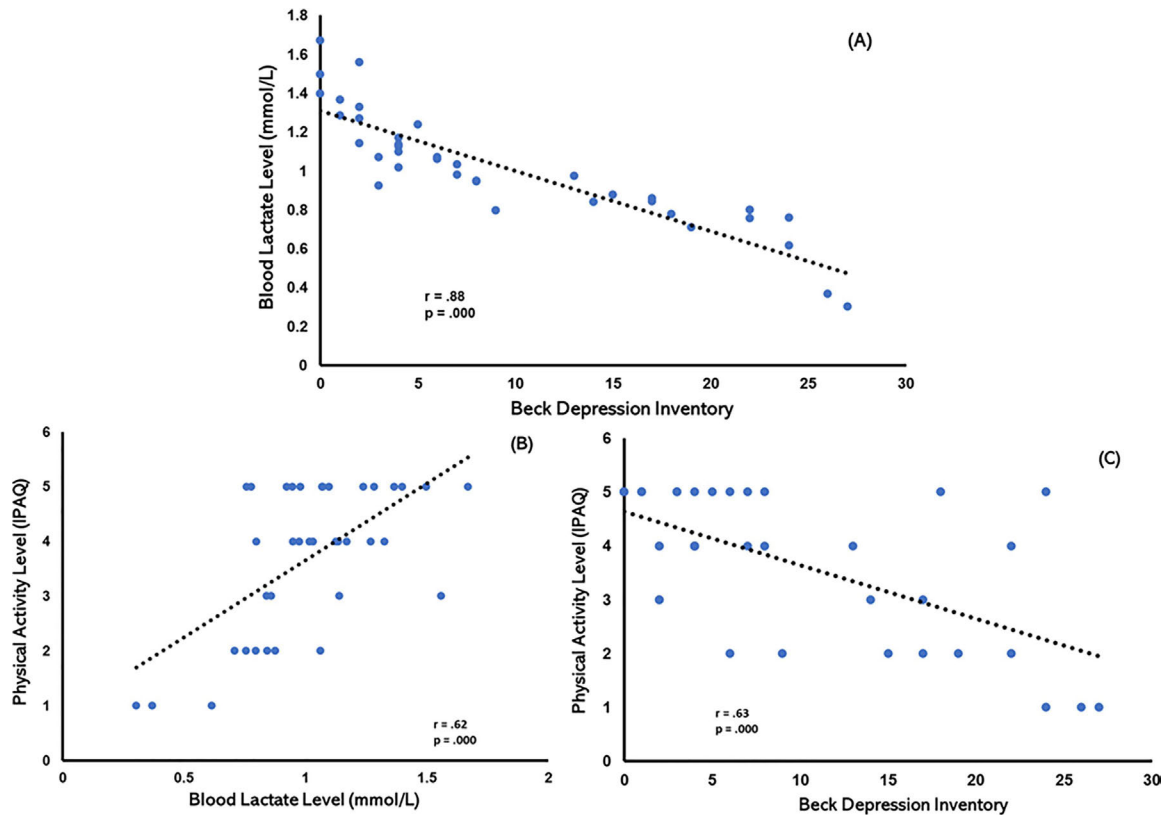 (A)
Blood Lactate Level (mmol/L)
1.8
1.6
1.4
1.2
1
0.8
0.6
0.4
0.2
0
r = .88
p = .000
0 5 10 15 20 25 30
Beck Depression Inventory
(B)
Physical Activity Level (IPAQ)
6
5
4
3
2
1
0
r = .62
p = .000
0 0.5 1 1.5 2
Blood Lactate Level (mmol/L)
(C)
Physical Activity Level (IPAQ)
6
5
4
3
2
1
0
r = .63
p = .000
0 5 10 15 20 25 30
Beck Depression Inventory